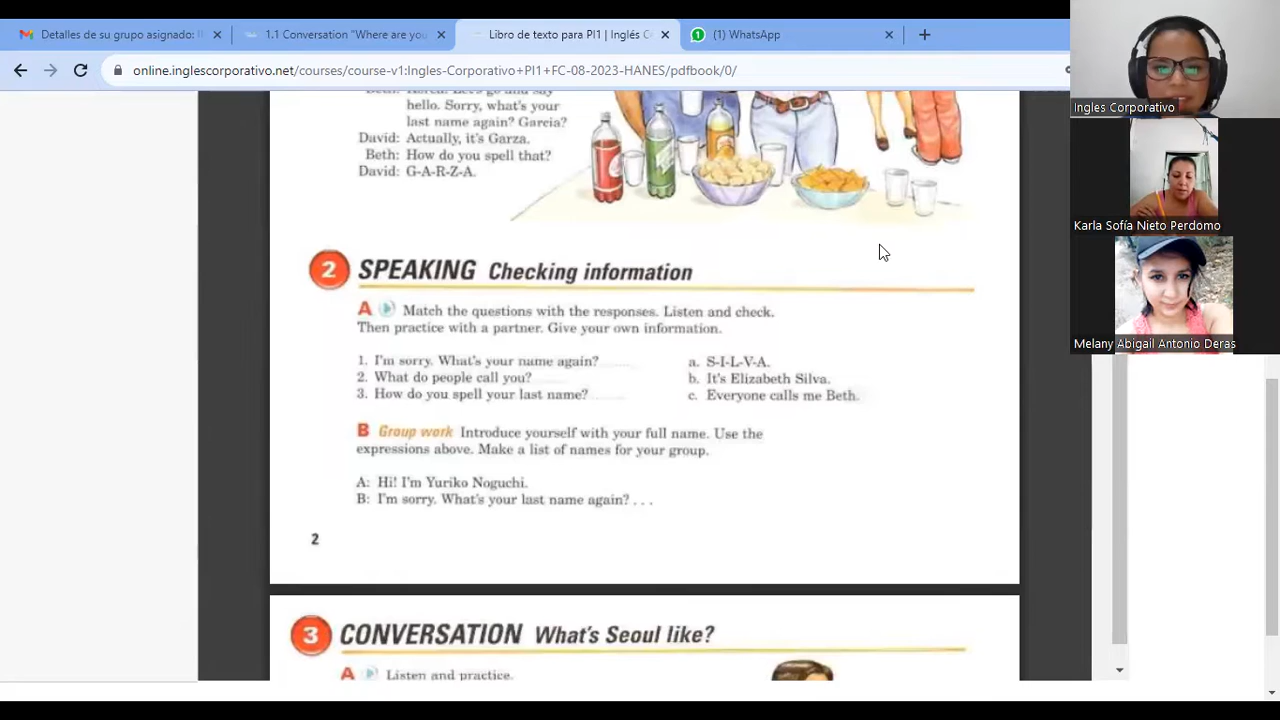 Detalles de su grupo asignado:
1.1 Conversation "Where are you
Libro de texto para PI1 | Inglés C
(1) WhatsApp
online.inglescorporativo.net/courses/course-v1:Ingles-Corporativo+PI1+FC-08-2023-HANES/pdfbook/0/
Ingles Corporativo
Karla Sofía Nieto Perdomo
Melany Abigail Antonio Deras
hello. Sorry, what's your
last name again? Garcia?
David: Actually, it's Garza.
Beth: How do you spell that?
David: G-A-R-Z-A.
2 SPEAKING Checking information
A Match the questions with the responses. Listen and check.
Then practice with a partner. Give your own information.
1. I'm sorry. What's your name again? ......
2. What do people call you? ......
3. How do you spell your last name? ......
a. S-I-L-V-A.
b. It's Elizabeth Silva.
c. Everyone calls me Beth.
B Group work Introduce yourself with your full name. Use the
expressions above. Make a list of names for your group.
A: Hi! I'm Yuriko Noguchi.
B: I'm sorry. What's your last name again? . . .
2
3 CONVERSATION What's Seoul like?
A Listen and practice.